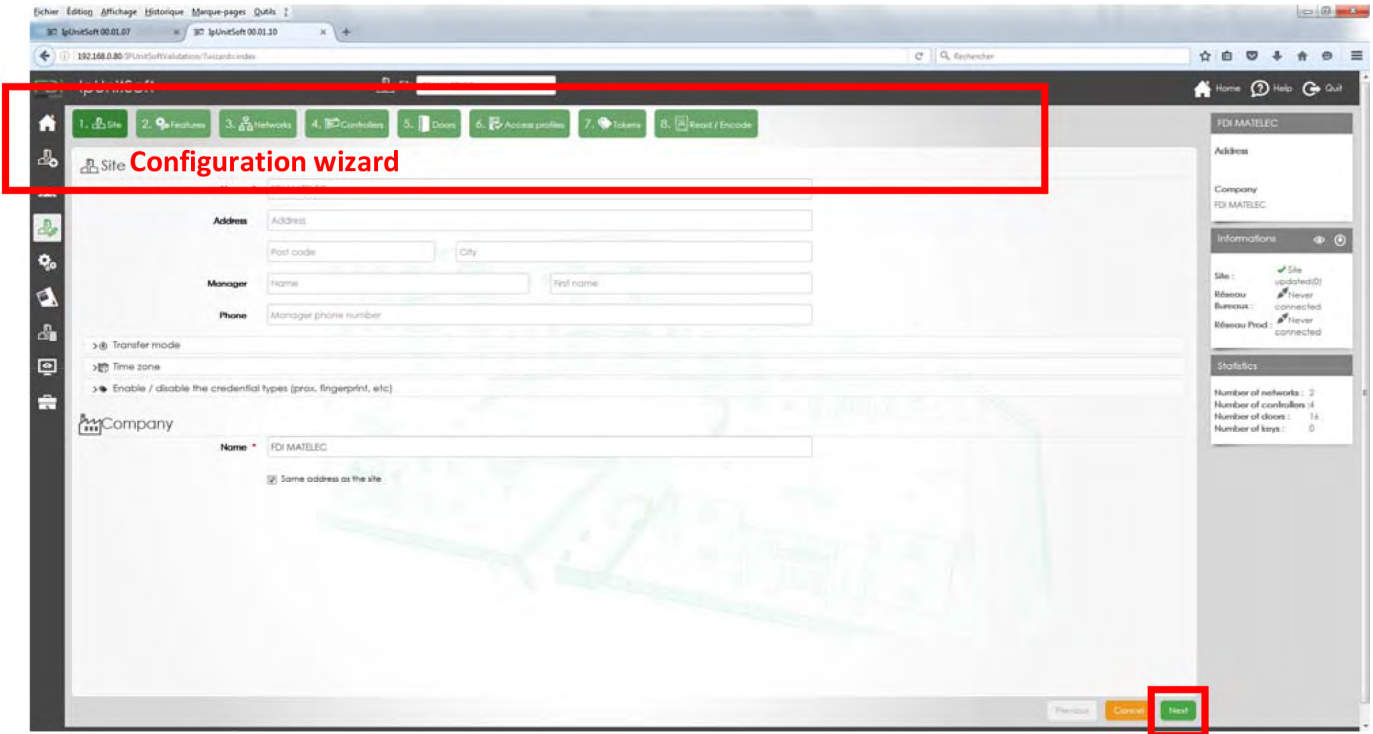 Eichier Édition Affichage Historique Marque-pages Outils ?
IpUnitSoft 00.01.07 × IpUnitSoft 00.01.10 × +
192.168.0.80/IPUnitSoftValidation/?wizards:index Rechercher
IpUnitSoft
Home Help Quit
1. Site 2. Features 3. Networks 4. Controllers 5. Doors 6. Access profiles 7. Tokens 8. Read / Encode
Site Configuration wizard
Address Address
Post code City
Manager Name First name
Phone Manager phone number
Transfer mode
Time zone
Enable / disable the credential types (prox, fingerprint, etc)
Company
Name * FDI MATELEC
Same address as the site
Previous Cancel Next
FDI MATELEC
Address
Company
FDI MATELEC
Informations
Site : Site updated(0)
Réseau Bureaux : Never connected
Réseau Prod : Never connected
Statistics
Number of networks : 2
Number of controllers :4
Number of doors : 16
Number of keys : 0